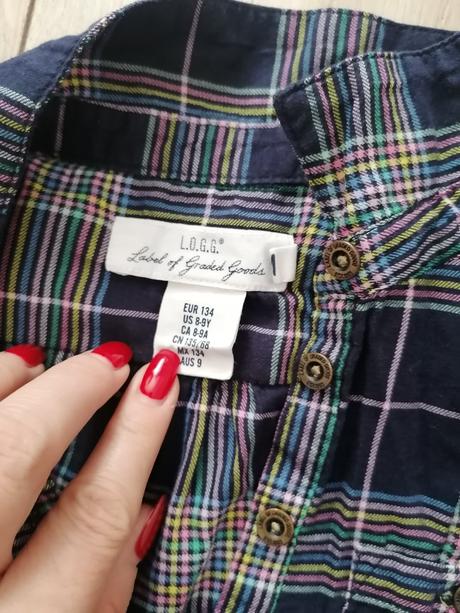 L.O.G.G.®
Label of Graded Goods
EUR 134
US 8-9Y
CA 8-9A
CN 135/68
MX 134
AUS 9